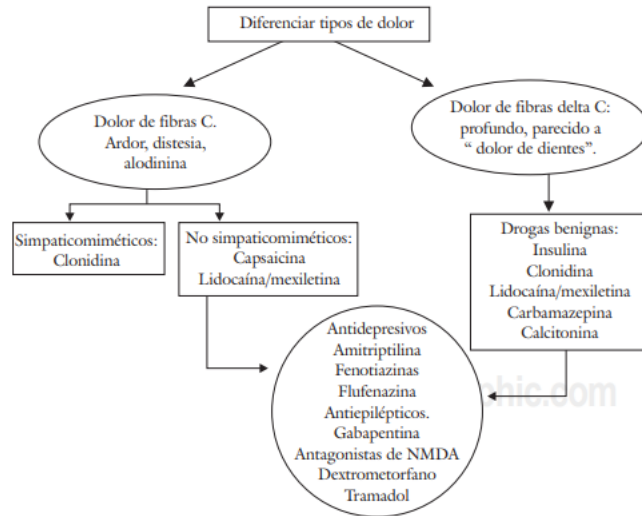 Diferenciar tipos de dolor
Dolor de fibras C.
Ardor, distesia,
alodinina
Dolor de fibras delta C:
profundo, parecido a
“ dolor de dientes”.
Simpaticomiméticos:
Clonidina
No simpaticomiméticos:
Capsaicina
Lidocaína/mexiletina
Drogas benignas:
Insulina
Clonidina
Lidocaína/mexiletina
Carbamazepina
Calcitonina
Antidepresivos
Amitriptilina
Fenotiazinas
Flufenazina
Antiepilépticos.
Gabapentina
Antagonistas de NMDA
Dextrometorfano
Tramadol